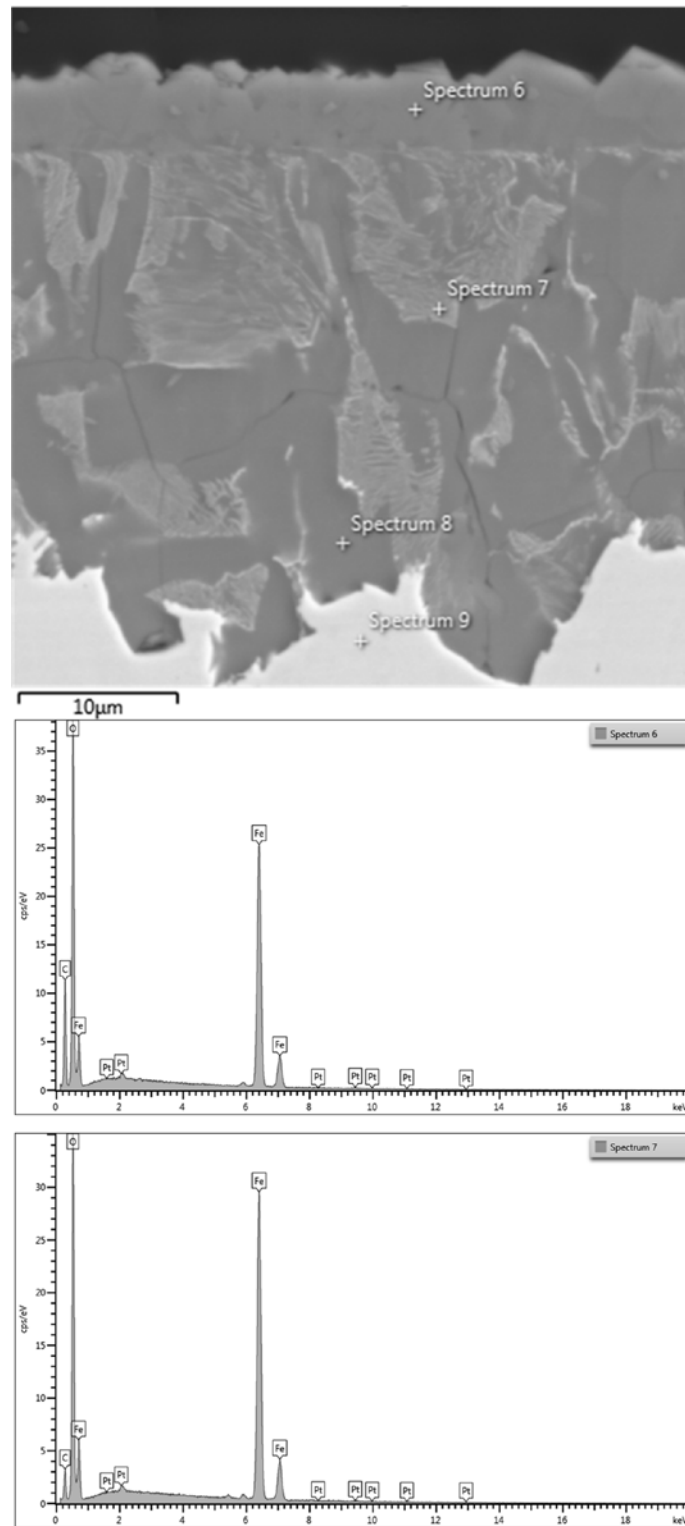 Spectrum 6
Spectrum 7
Spectrum 8
Spectrum 9
10µm
Spectrum 6
cps/eV
35
30
25
20
15
10
5
0
O
C
Fe
Pt
Pt
Fe
Fe
Pt
Pt
Pt
Pt
Pt
0 2 4 6 8 10 12 14 16 18 keV
Spectrum 7
cps/eV
30
25
20
15
10
5
0
O
C
Fe
Pt
Pt
Fe
Fe
Pt
Pt
Pt
Pt
Pt
0 2 4 6 8 10 12 14 16 18 keV